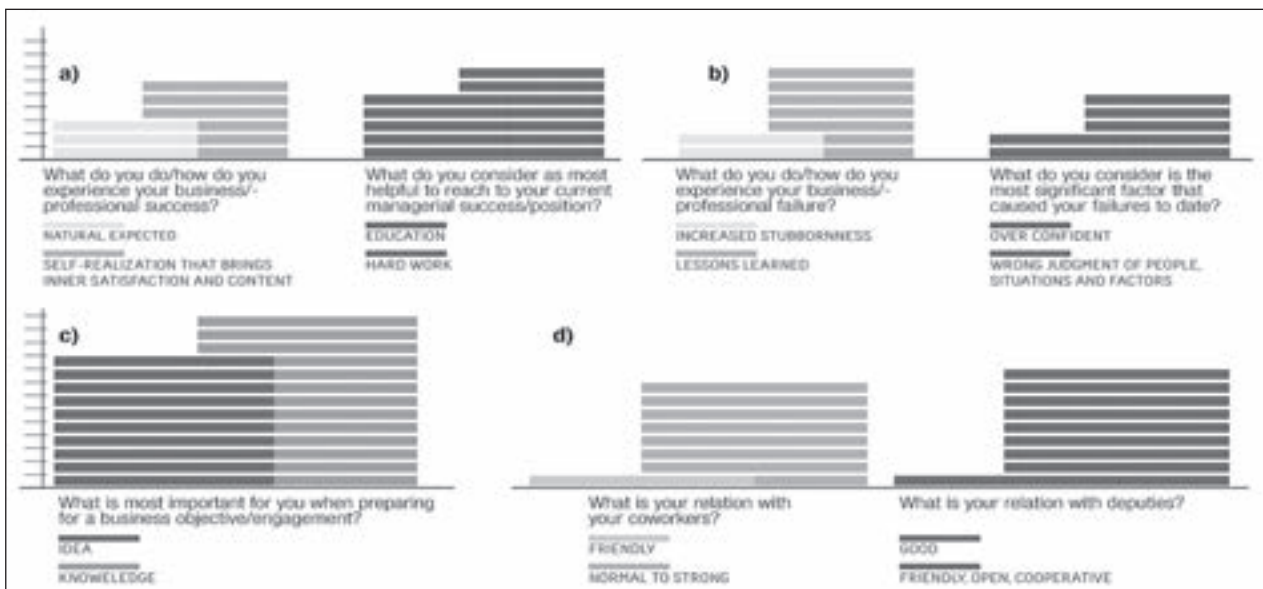 a)
What do you do/how do you
experience your business/-
professional success?
NATURAL EXPECTED
SELF-REALIZATION THAT BRINGS
INNER SATISFACTION AND CONTENT
What do you consider as most
helpful to reach to your current
managerial success/position?
EDUCATION
HARD WORK
b)
What do you do/how do you
experience your business/-
professional failure?
INCREASED STUBBORNNESS
LESSONS LEARNED
What do you consider is the
most significant factor that
caused your failures to date?
OVER CONFIDENT
WRONG JUDGMENT OF PEOPLE,
SITUATIONS AND FACTORS
c)
What is most important for you when preparing
for a business objective/engagement?
IDEA
KNOWELEDGE
d)
What is your relation with
your coworkers?
FRIENDLY
NORMAL TO STRONG
What is your relation with deputies?
GOOD
FRIENDLY, OPEN, COOPERATIVE